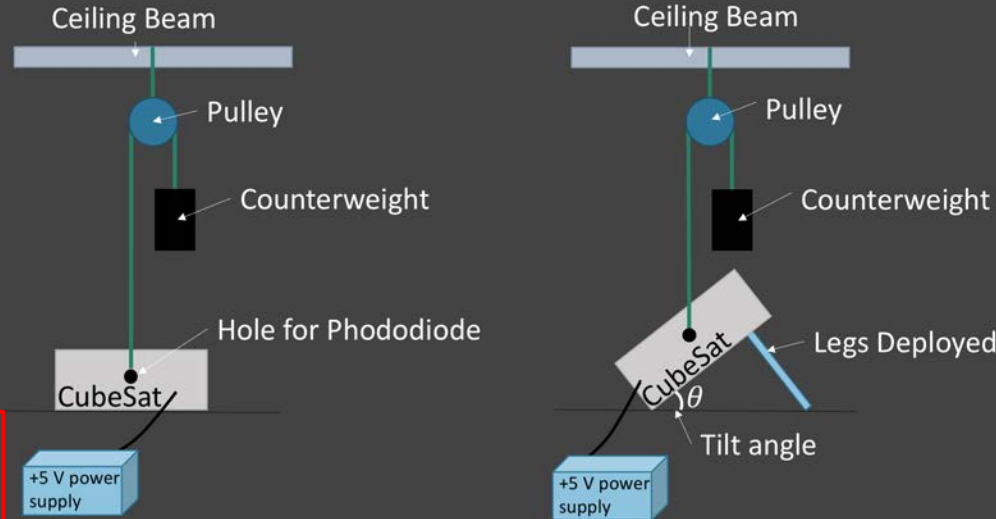 Ceiling Beam
Pulley
Counterweight
Hole for Phododiode
CubeSat
+5 V power
supply
Ceiling Beam
Pulley
Counterweight
CubeSat
Legs Deployed
θ
Tilt angle
+5 V power
supply